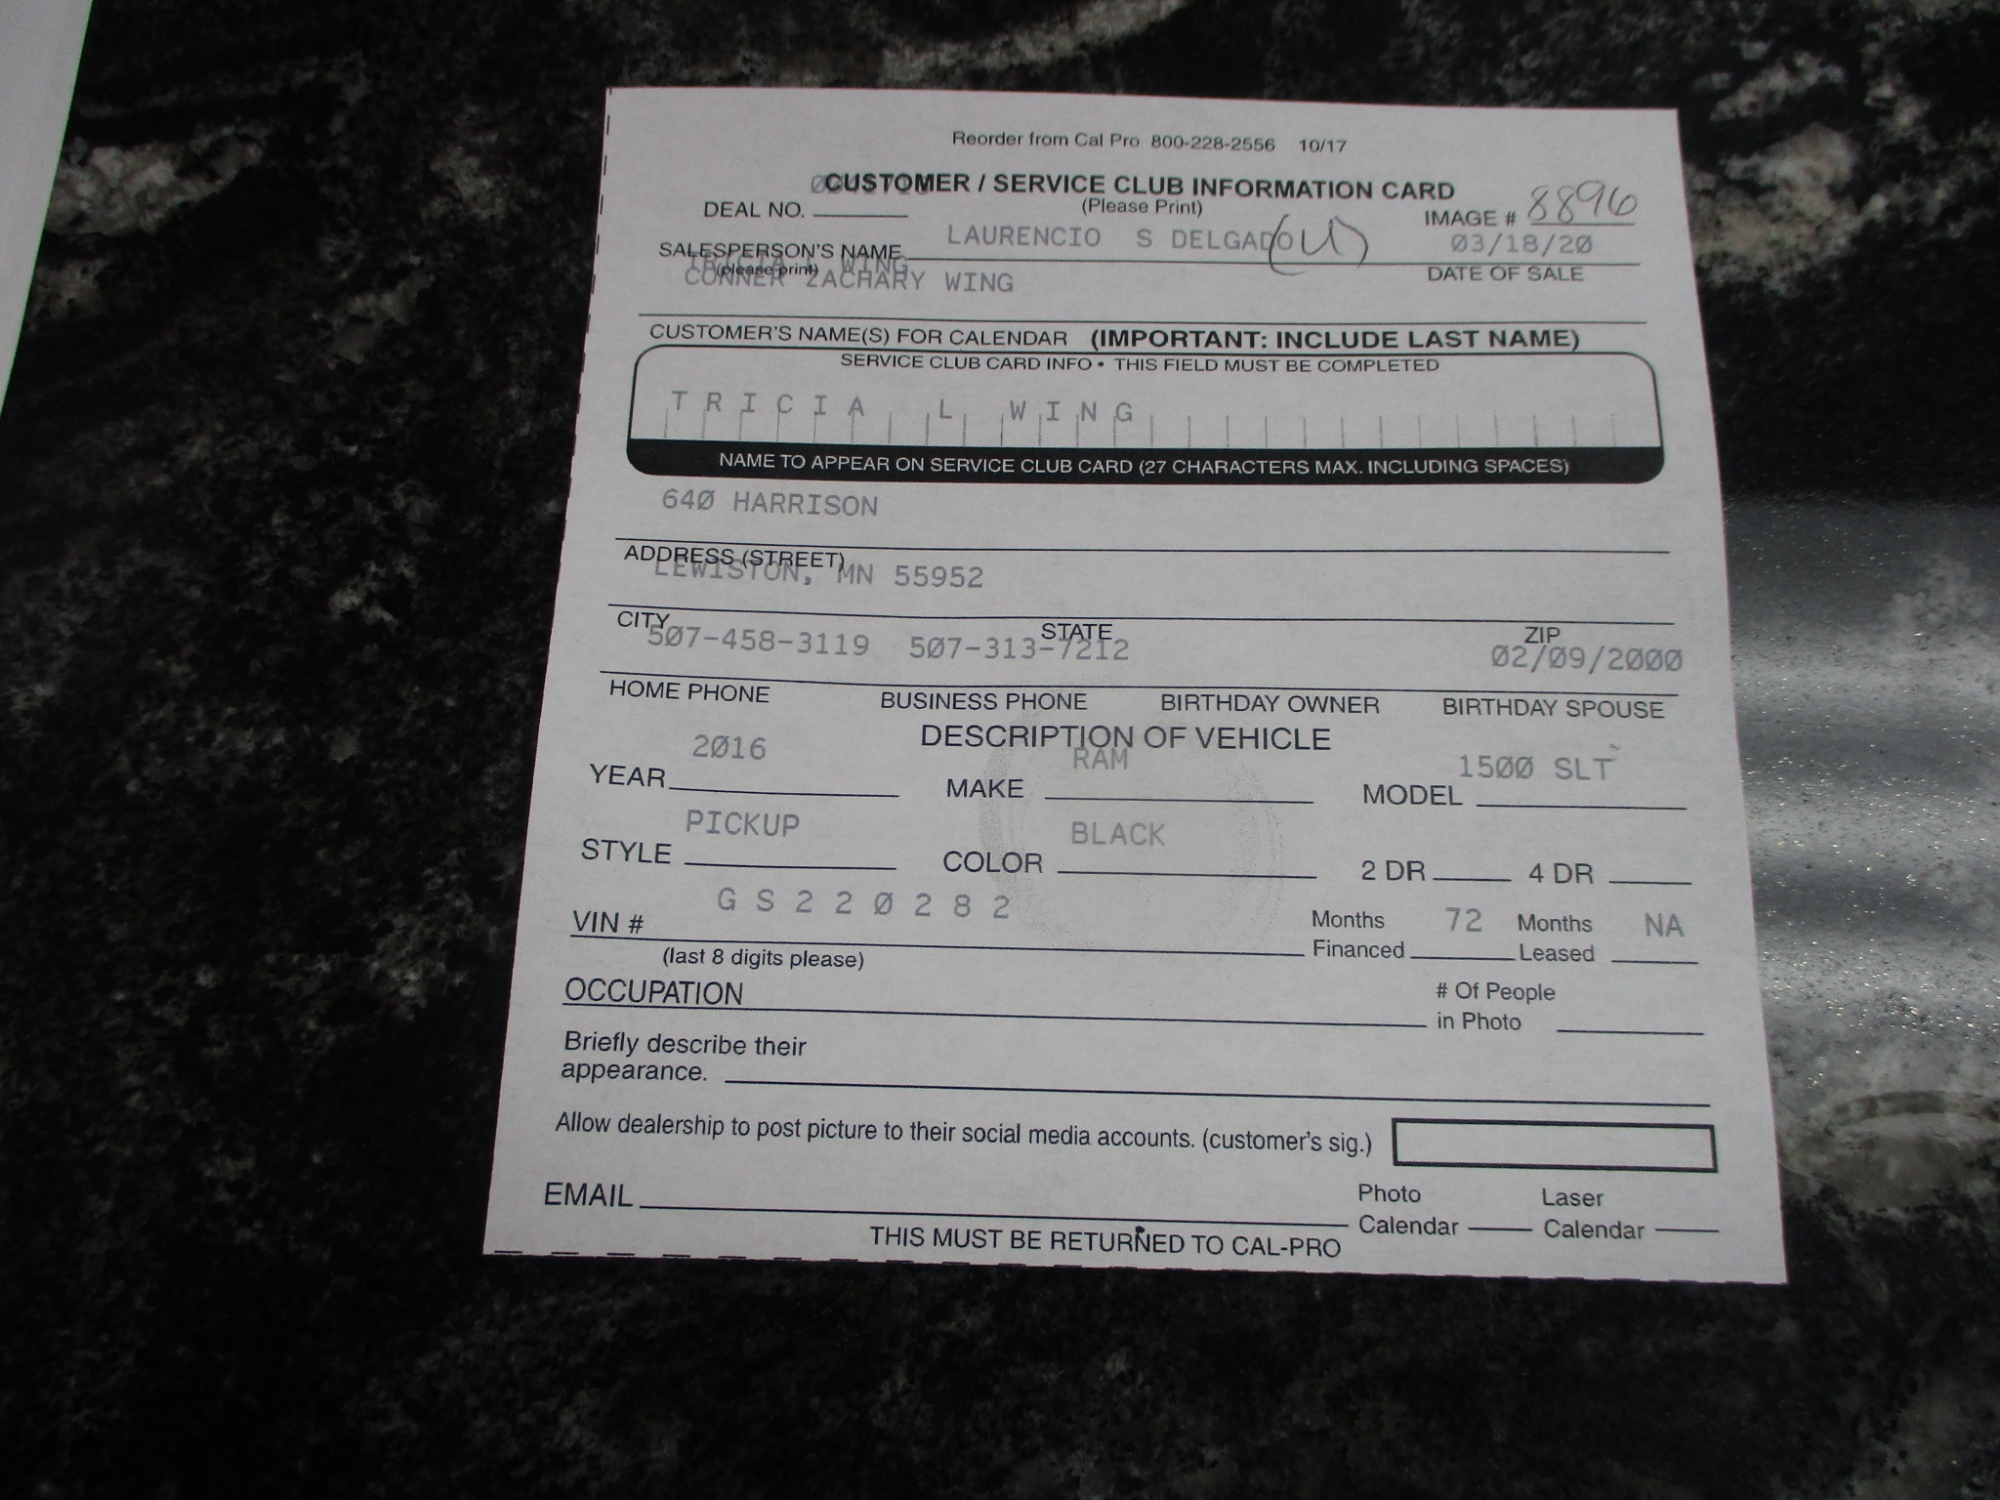 Reorder from Cal Pro 800-228-2556 10/17
CUSTOMER / SERVICE CLUB INFORMATION CARD
(Please Print)
DEAL NO.
IMAGE # 8896
SALESPERSON'S NAME LAURENCIO S DELGADO (U) 03/18/20
(please print) DATE OF SALE
WING
CONNER ZACHARY WING
CUSTOMER'S NAME(S) FOR CALENDAR (IMPORTANT: INCLUDE LAST NAME)
SERVICE CLUB CARD INFO • THIS FIELD MUST BE COMPLETED
TRICIA L WING
NAME TO APPEAR ON SERVICE CLUB CARD (27 CHARACTERS MAX. INCLUDING SPACES)
640 HARRISON
ADDRESS (STREET)
LEWISTON, MN 55952
CITY STATE ZIP
507-458-3119 507-313-7212 02/09/2000
HOME PHONE BUSINESS PHONE BIRTHDAY OWNER BIRTHDAY SPOUSE
DESCRIPTION OF VEHICLE
YEAR 2016 MAKE RAM MODEL 1500 SLT
STYLE PICKUP COLOR BLACK 2 DR 4 DR
VIN # GS220282 Months Financed 72 Months Leased NA
(last 8 digits please)
OCCUPATION # Of People in Photo
Briefly describe their
appearance.
Allow dealership to post picture to their social media accounts. (customer's sig.)
EMAIL Photo Calendar Laser Calendar
THIS MUST BE RETURNED TO CAL-PRO